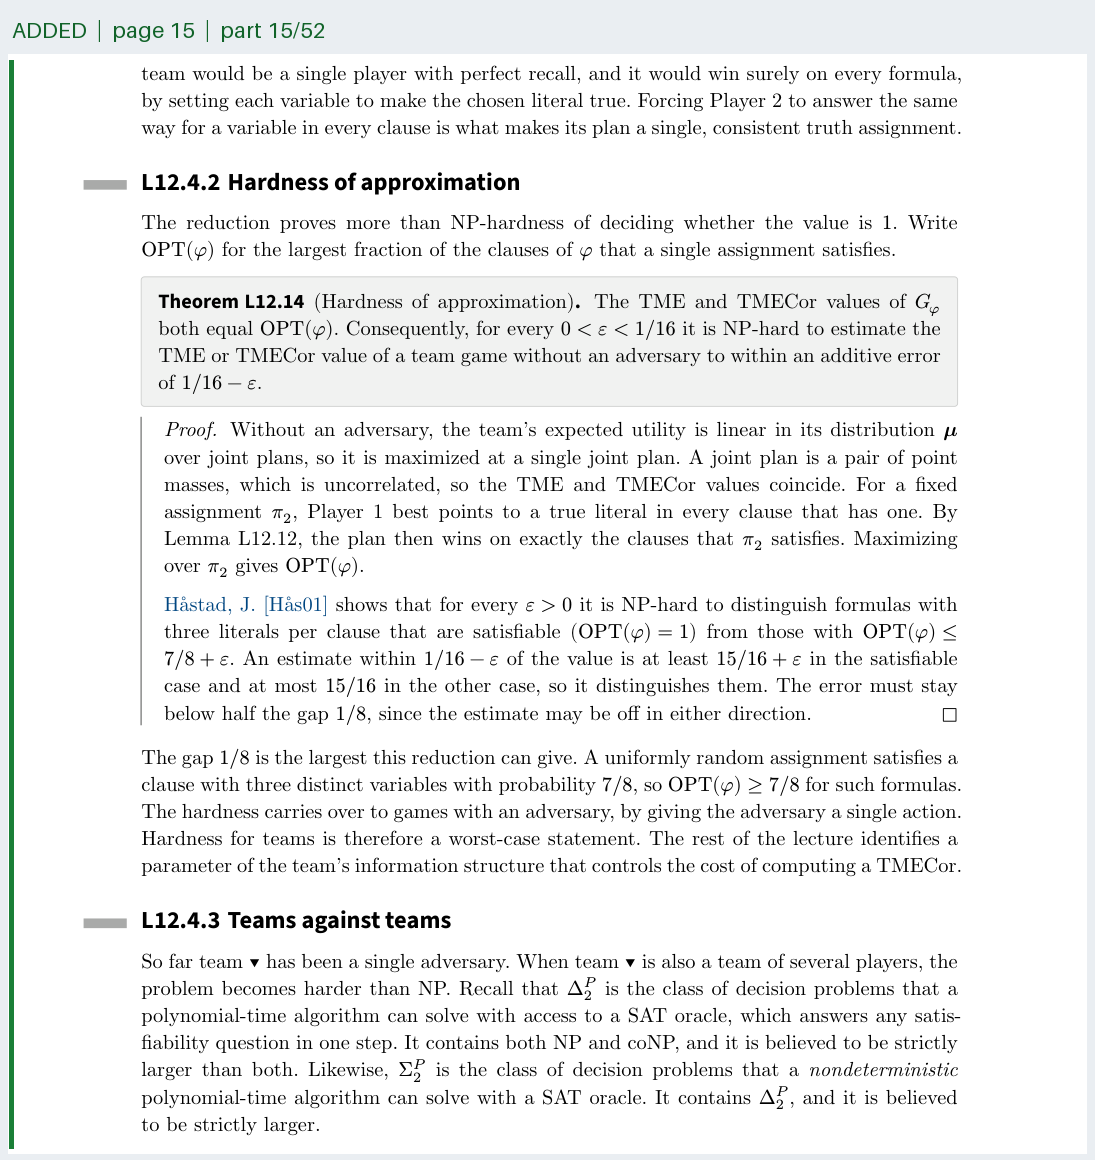 ADDED | page 15 | part 15/52
team would be a single player with perfect recall, and it would win surely on every formula,
by setting each variable to make the chosen literal true. Forcing Player 2 to answer the same
way for a variable in every clause is what makes its plan a single, consistent truth assignment.
L12.4.2 Hardness of approximation
The reduction proves more than NP-hardness of deciding whether the value is 1. Write
OPT(φ) for the largest fraction of the clauses of φ that a single assignment satisfies.
Theorem L12.14 (Hardness of approximation). The TME and TMECor values of G_φ
both equal OPT(φ). Consequently, for every 0 < ε < 1/16 it is NP-hard to estimate the
TME or TMECor value of a team game without an adversary to within an additive error
of 1/16 − ε.
Proof. Without an adversary, the team's expected utility is linear in its distribution μ
over joint plans, so it is maximized at a single joint plan. A joint plan is a pair of point
masses, which is uncorrelated, so the TME and TMECor values coincide. For a fixed
assignment π₂, Player 1 best points to a true literal in every clause that has one. By
Lemma L12.12, the plan then wins on exactly the clauses that π₂ satisfies. Maximizing
over π₂ gives OPT(φ).
Håstad, J. [Hås01] shows that for every ε > 0 it is NP-hard to distinguish formulas with
three literals per clause that are satisfiable (OPT(φ) = 1) from those with OPT(φ) ≤
7/8 + ε. An estimate within 1/16 − ε of the value is at least 15/16 + ε in the satisfiable
case and at most 15/16 in the other case, so it distinguishes them. The error must stay
below half the gap 1/8, since the estimate may be off in either direction. □
The gap 1/8 is the largest this reduction can give. A uniformly random assignment satisfies a
clause with three distinct variables with probability 7/8, so OPT(φ) ≥ 7/8 for such formulas.
The hardness carries over to games with an adversary, by giving the adversary a single action.
Hardness for teams is therefore a worst-case statement. The rest of the lecture identifies a
parameter of the team's information structure that controls the cost of computing a TMECor.
L12.4.3 Teams against teams
So far team ▼ has been a single adversary. When team ▼ is also a team of several players, the
problem becomes harder than NP. Recall that Δ₂ᴾ is the class of decision problems that a
polynomial-time algorithm can solve with access to a SAT oracle, which answers any satis-
fiability question in one step. It contains both NP and coNP, and it is believed to be strictly
larger than both. Likewise, Σ₂ᴾ is the class of decision problems that a nondeterministic
polynomial-time algorithm can solve with a SAT oracle. It contains Δ₂ᴾ, and it is believed
to be strictly larger.